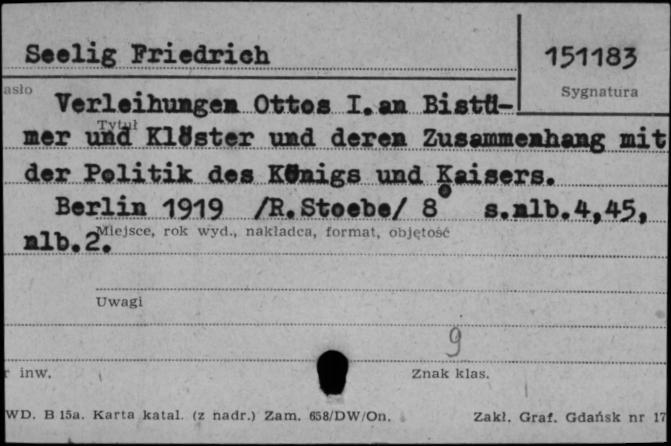 Seelig Friedrich
151183
asło
Sygnatura
Verleihungen Ottos I.an Bistü-
Tytuł
mer und Klöster und deren Zusammenhang mit
der Politik des Königs und Kaisers.
Berlin 1919 /R.Stoebe/ 8° s.nlb.4,45,
nlb.2.
Miejsce, rok wyd., nakładca, format, objętość
Uwagi
9
r inw.
Znak klas.
WD. B 15a. Karta katal. (z nadr.) Zam. 658/DW/On.
Zakł. Graf. Gdańsk nr 17